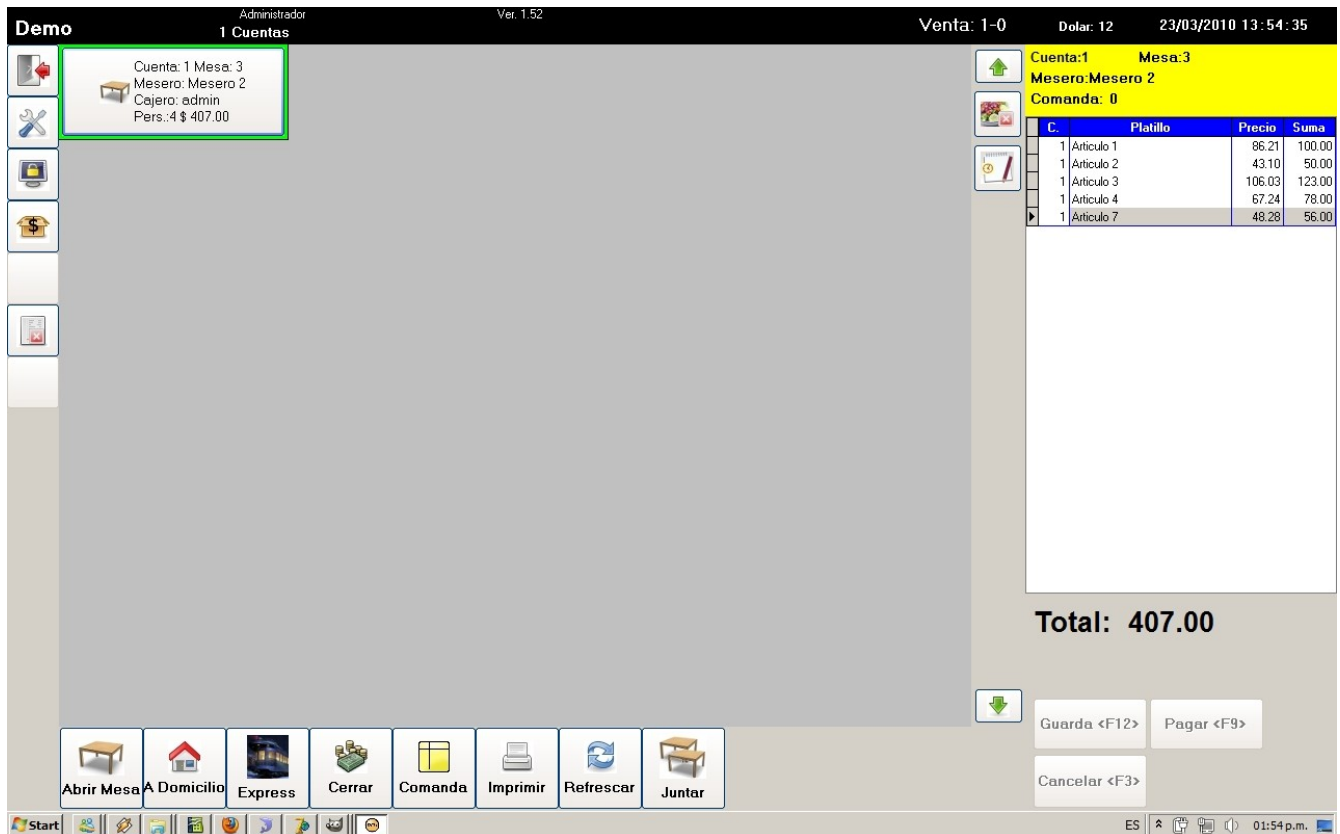 Demo
Administrador
1 Cuentas
Ver. 1.52
Venta: 1-0
Dolar: 12
23/03/2010 13:54:35
Cuenta: 1 Mesa: 3
Mesero: Mesero 2
Cajero: admin
Pers.:4 $ 407.00
Cuenta:1 Mesa:3
Mesero:Mesero 2
Comanda: 0
C. Platillo Precio Suma
1 Articulo 1 86.21 100.00
1 Articulo 2 43.10 50.00
1 Articulo 3 106.03 123.00
1 Articulo 4 67.24 78.00
1 Articulo 7 48.28 56.00
Total: 407.00
Guarda <F12> Pagar <F9>
Cancelar <F3>
Abrir Mesa A Domicilio Express Cerrar Comanda Imprimir Refrescar Juntar
Start ES 01:54 p.m.